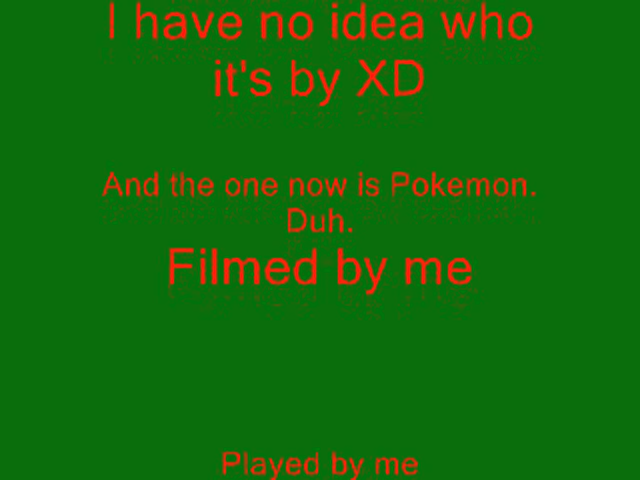 I have no idea who
it's by XD
And the one now is Pokemon.
Duh.
Filmed by me
Played by me